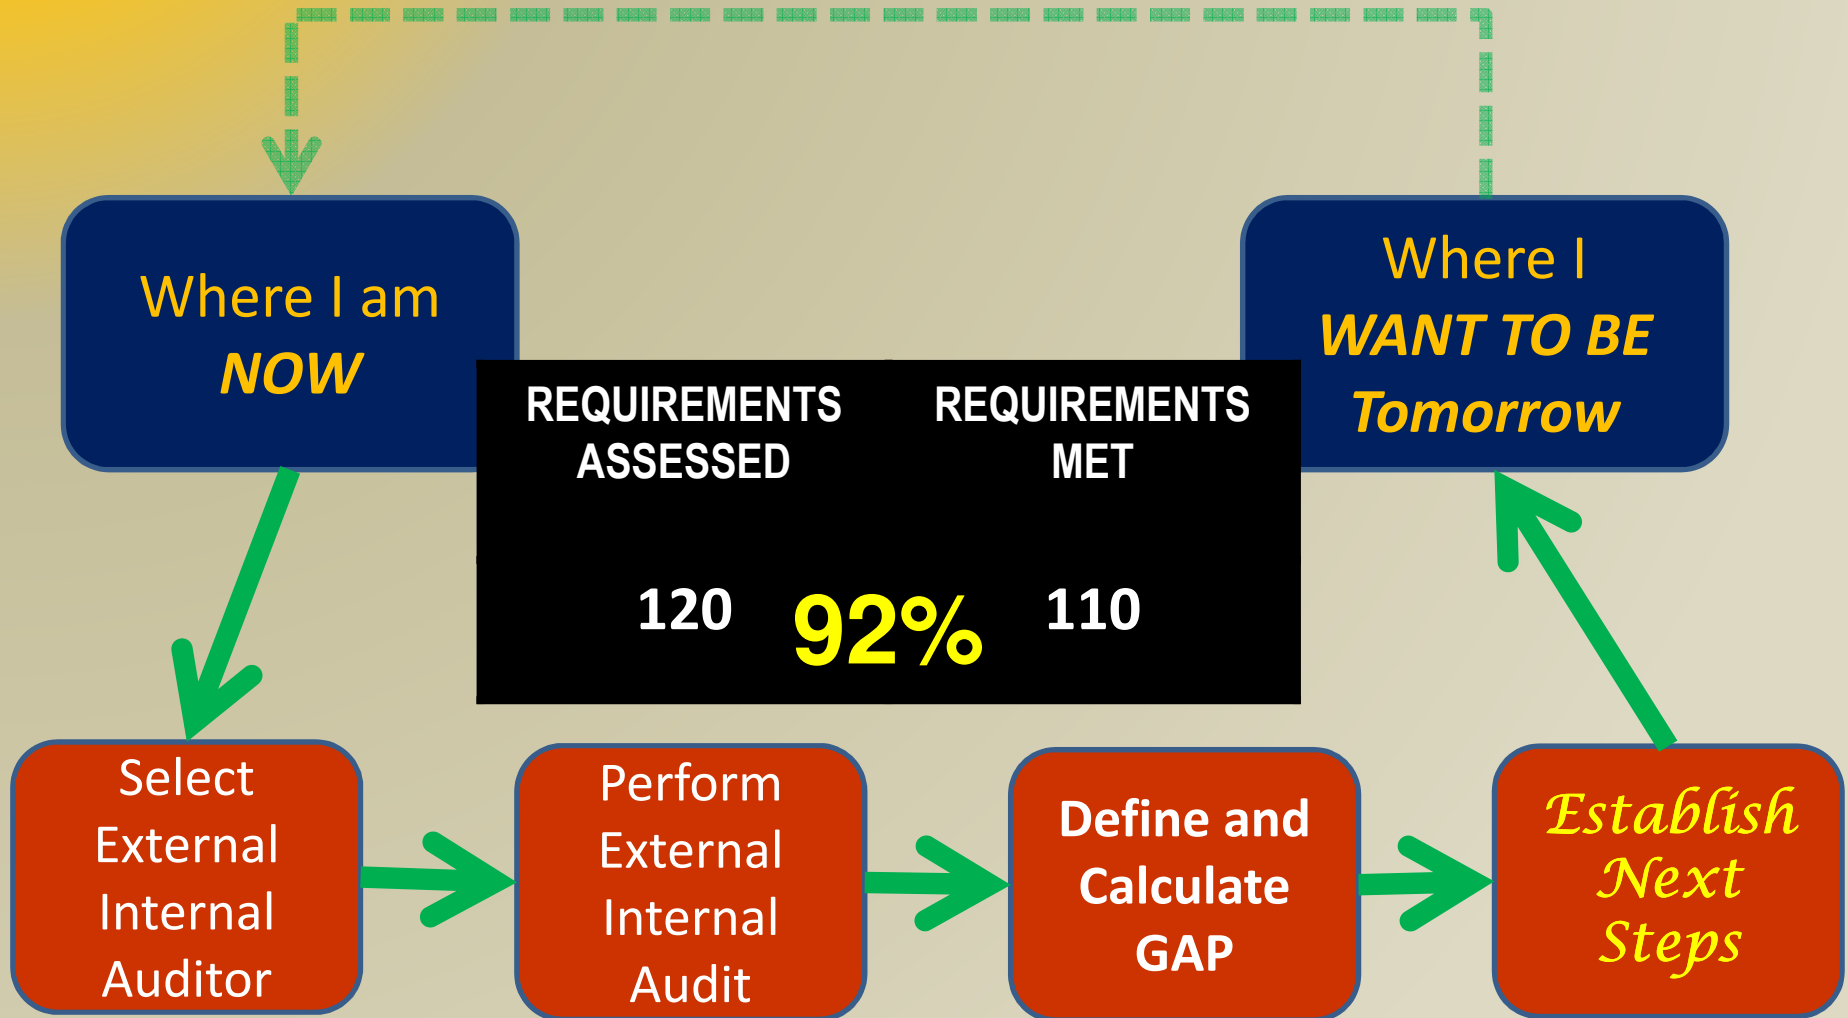 Where I am
NOW
Where I
WANT TO BE
Tomorrow
REQUIREMENTS
ASSESSED
REQUIREMENTS
MET
120
92%
110
Select
External
Internal
Auditor
Perform
External
Internal
Audit
Define and
Calculate
GAP
Establish
Next
Steps